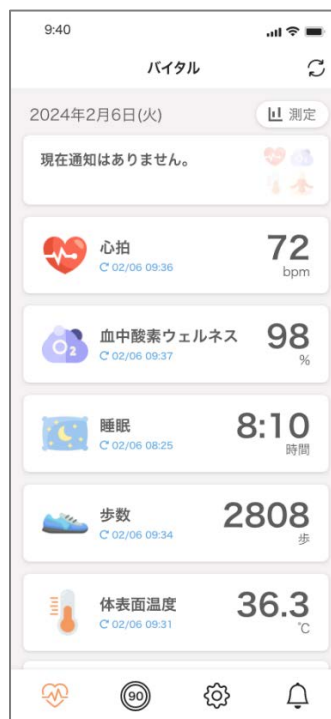 9:40
バイタル
2024年2月6日(火)
測定
現在通知はありません。
心拍
02/06 09:36
72
bpm
O2
血中酸素ウェルネス
02/06 09:37
98
%
睡眠
02/06 08:25
8:10
時間
歩数
02/06 09:34
2808
歩
体表面温度
02/06 09:31
36.3
℃
90